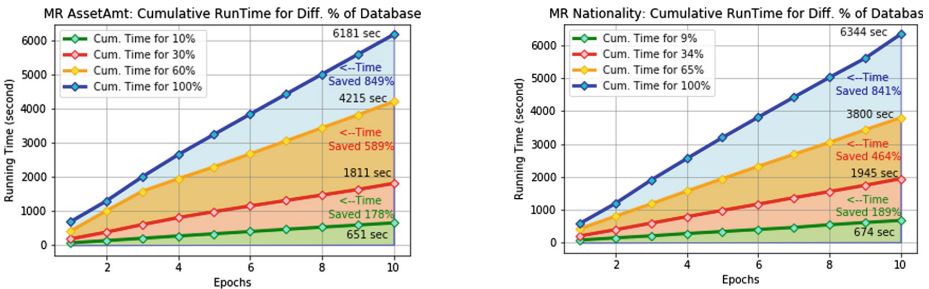 MR AssetAmt: Cumulative RunTime for Diff. % of Database
Running Time (second)
6000
5000
4000
3000
2000
1000
0
Cum. Time for 10%
Cum. Time for 30%
Cum. Time for 60%
Cum. Time for 100%
6181 sec
<--Time
Saved 849%
4215 sec
<--Time
Saved 589%
1811 sec
<--Time
Saved 178%
651 sec
2 4 6 8 10
Epochs
MR Nationality: Cumulative RunTime for Diff. % of Databas
Running Time (second)
6000
5000
4000
3000
2000
1000
0
Cum. Time for 9%
Cum. Time for 34%
Cum. Time for 65%
Cum. Time for 100%
6344 sec
<--Time
Saved 841%
3800 sec
<--Time
Saved 464%
1945 sec
<--Time
Saved 189%
674 sec
2 4 6 8 10
Epochs